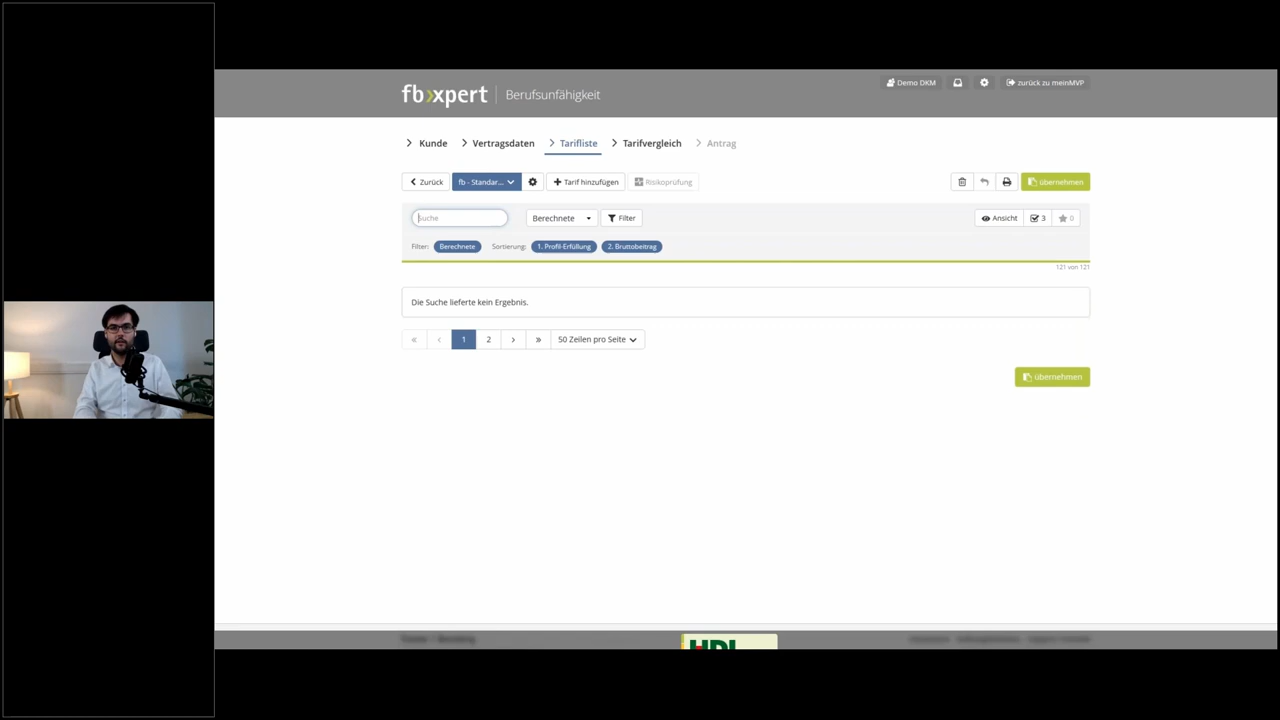 Demo DKM
zurück zu meinMVP
fb xpert
Berufsunfähigkeit
Kunde
Vertragsdaten
Tarifliste
Tarifvergleich
Antrag
Zurück
fb - Standar...
Tarif hinzufügen
Risikoprüfung
übernehmen
Suche
Berechnete
Filter
Ansicht
3
0
Filter:
Berechnete
Sortierung:
1. Profil-Erfüllung
2. Bruttobeitrag
121 von 121
Die Suche lieferte kein Ergebnis.
« ‹ 1 2 › » 50 Zeilen pro Seite
übernehmen
HDI